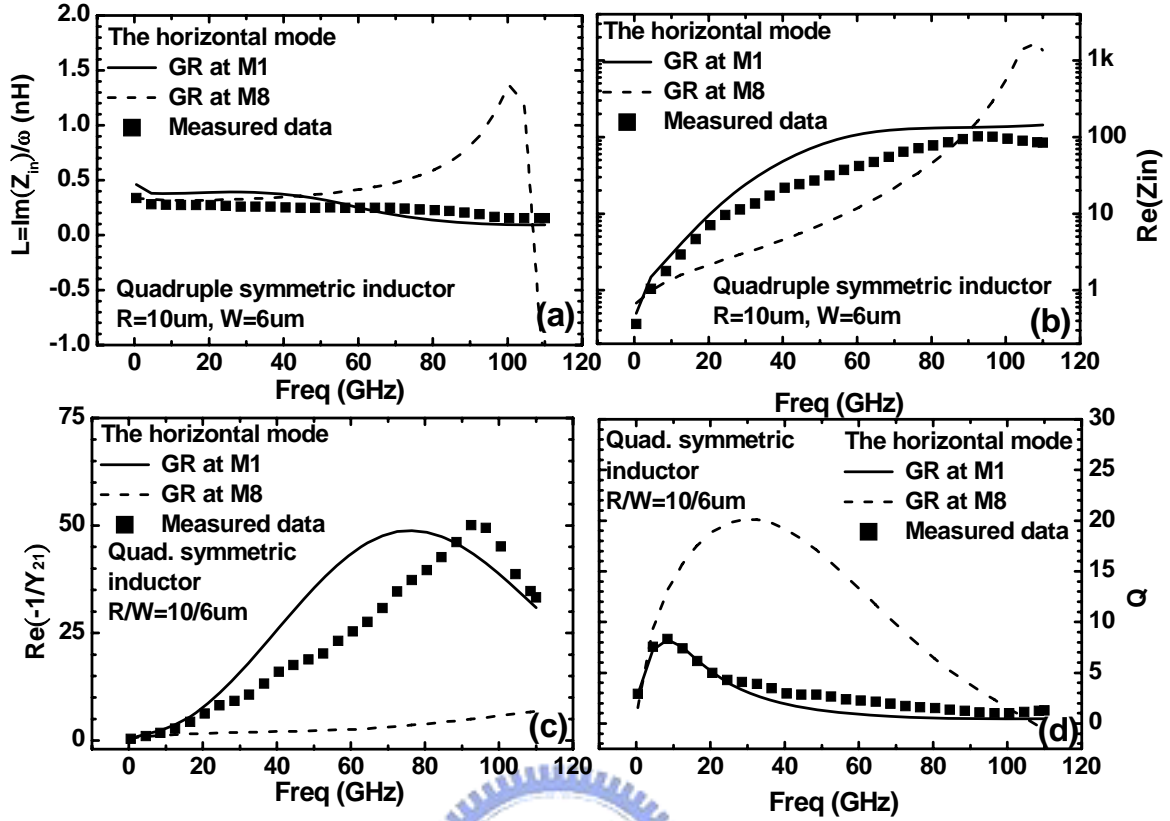 2.0
1.5
1.0
0.5
0.0
-0.5
-1.0
L=Im(Z_in)/ω (nH)
The horizontal mode
GR at M1
GR at M8
Measured data
Quadruple symmetric inductor
R=10um, W=6um
(a)
0 20 40 60 80 100 120
Freq (GHz)
The horizontal mode
GR at M1
GR at M8
Measured data
Quadruple symmetric inductor
R=10um, W=6um
(b)
1k
100
10
1
Re(Zin)
0 20 40 60 80 100 120
Freq (GHz)
75
50
25
0
Re(-1/Y21)
The horizontal mode
GR at M1
GR at M8
Measured data
Quad. symmetric
inductor
R/W=10/6um
(c)
0 20 40 60 80 100 120
Freq (GHz)
Quad. symmetric
inductor
R/W=10/6um
The horizontal mode
GR at M1
GR at M8
Measured data
(d)
30
25
20
15
10
5
0
Q
0 20 40 60 80 100 120
Freq (GHz)